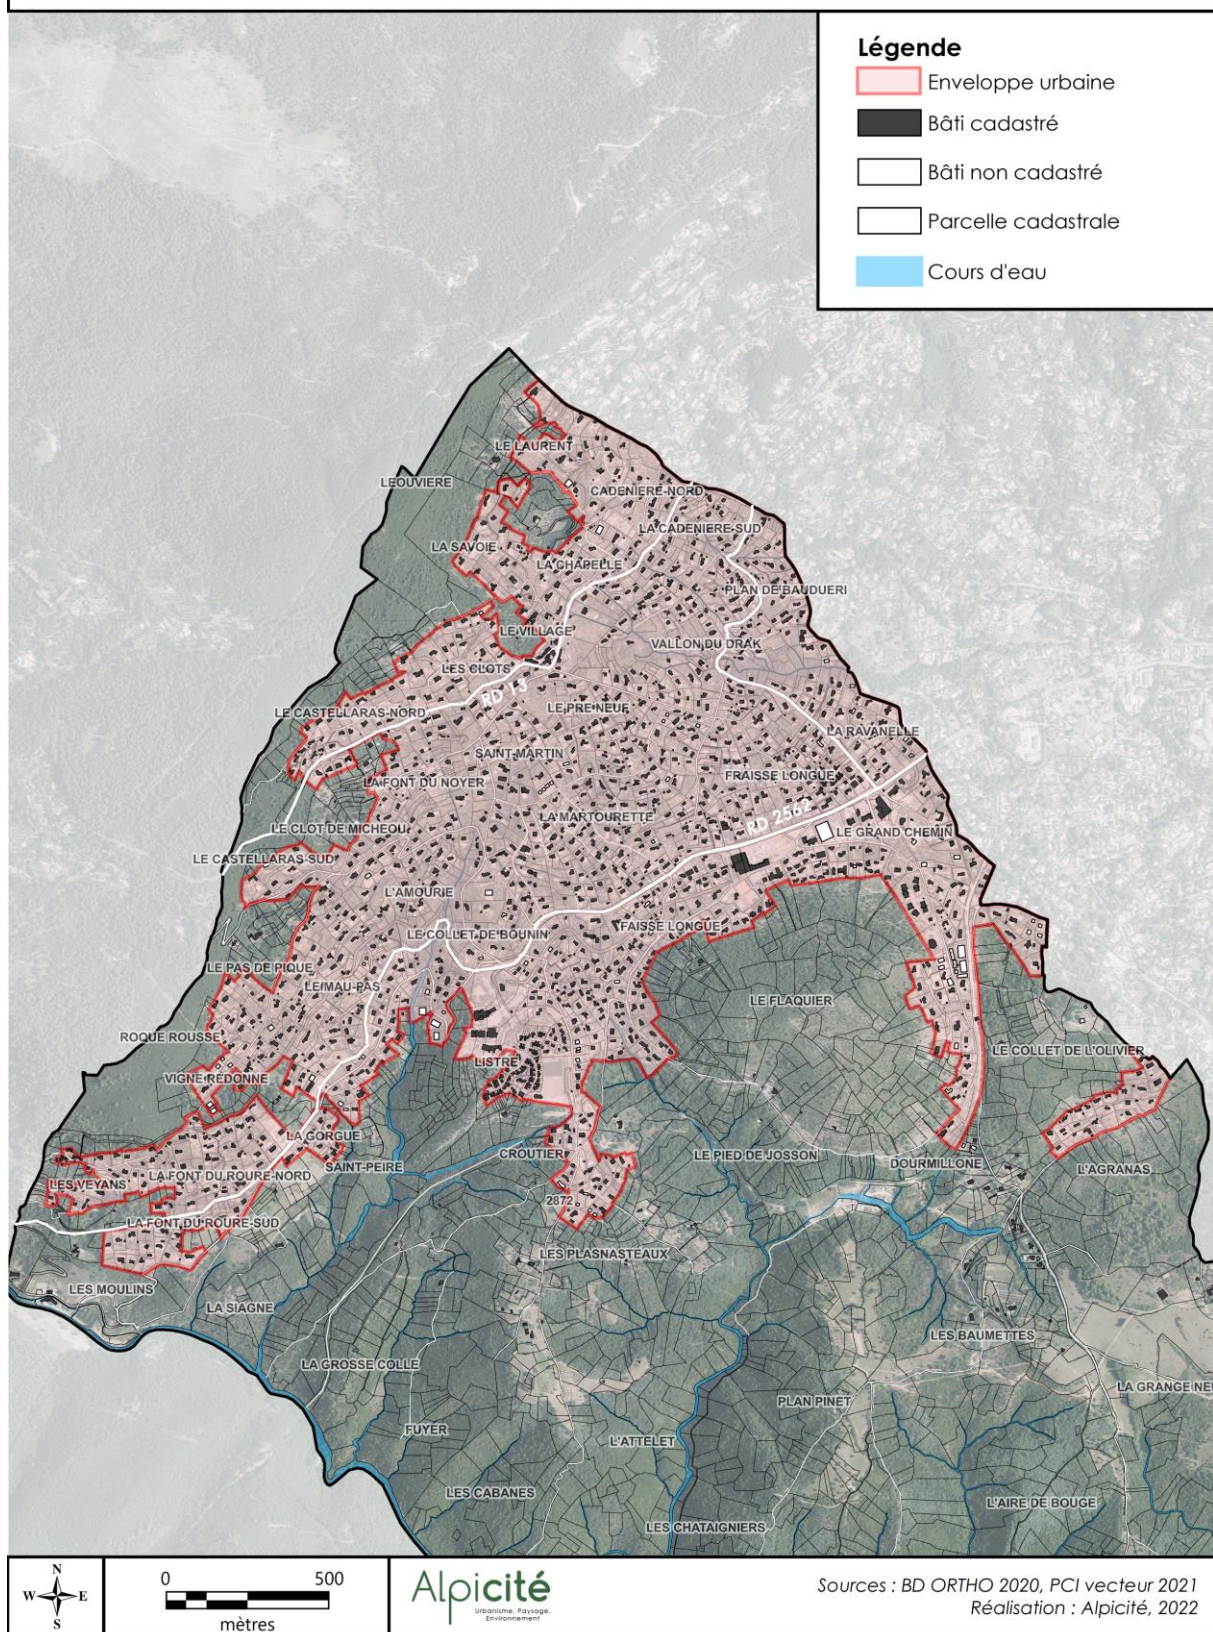 Légende
Enveloppe urbaine
Bâti cadastré
Bâti non cadastré
Parcelle cadastrale
Cours d'eau
LE LAURENT
LEOUVIERE
CADENIERE-NORD
LA CADENIERE-SUD
LA SAVOIE
LA CHAPELLE
PLAN DE BAUDUERI
LE VILLAGE
VALLON DU DRAK
LES CLOTS
RD 13
LE PRE NEUF
LE CASTELLARAS-NORD
LA RAVANELLE
SAINT-MARTIN
FRAISSE LONGUE
LA FONT DU NOYER
LA MARTOURETTE
RD 2562
LE CLOT DE MICHEOU
LE GRAND CHEMIN
LE CASTELLARAS-SUD
L'AMOURIE
LE COLLET DE BOUNIN
FAISSE LONGUE
LE PAS DE PIQUE
LE MAU-PAS
LE FLAQUIER
ROQUE ROUSSE
LE COLLET DE L'OLIVIER
LISTRE
VIGNE REDONNE
LA GORGUE
CROUTIER
LE PIED DE JOSSON
SAINT-PEIRE
DOURMILLONE
L'AGRANAS
LES VEYANS
LA FONT DU ROURE-NORD
2872
LA FONT DU ROURE-SUD
LES PLASNASTEAUX
LES MOULINS
LA SIAGNE
LES BAUMETTES
LA GROSSE COLLE
LA GRANGE NEU
PLAN PINET
FUYER
L'ATTELET
LES CABANES
L'AIRE DE BOUGE
LES CHATAIGNIERS
N
W E
S
0 500
mètres
Alpicité
Urbanisme, Paysage,
Environnement
Sources : BD ORTHO 2020, PCI vecteur 2021
Réalisation : Alpicité, 2022